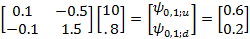 [0.1 −0.5; −0.1 1.5] [10; .8] = [ψ0,1;u; ψ0,1;d] = [0.6; 0.2]